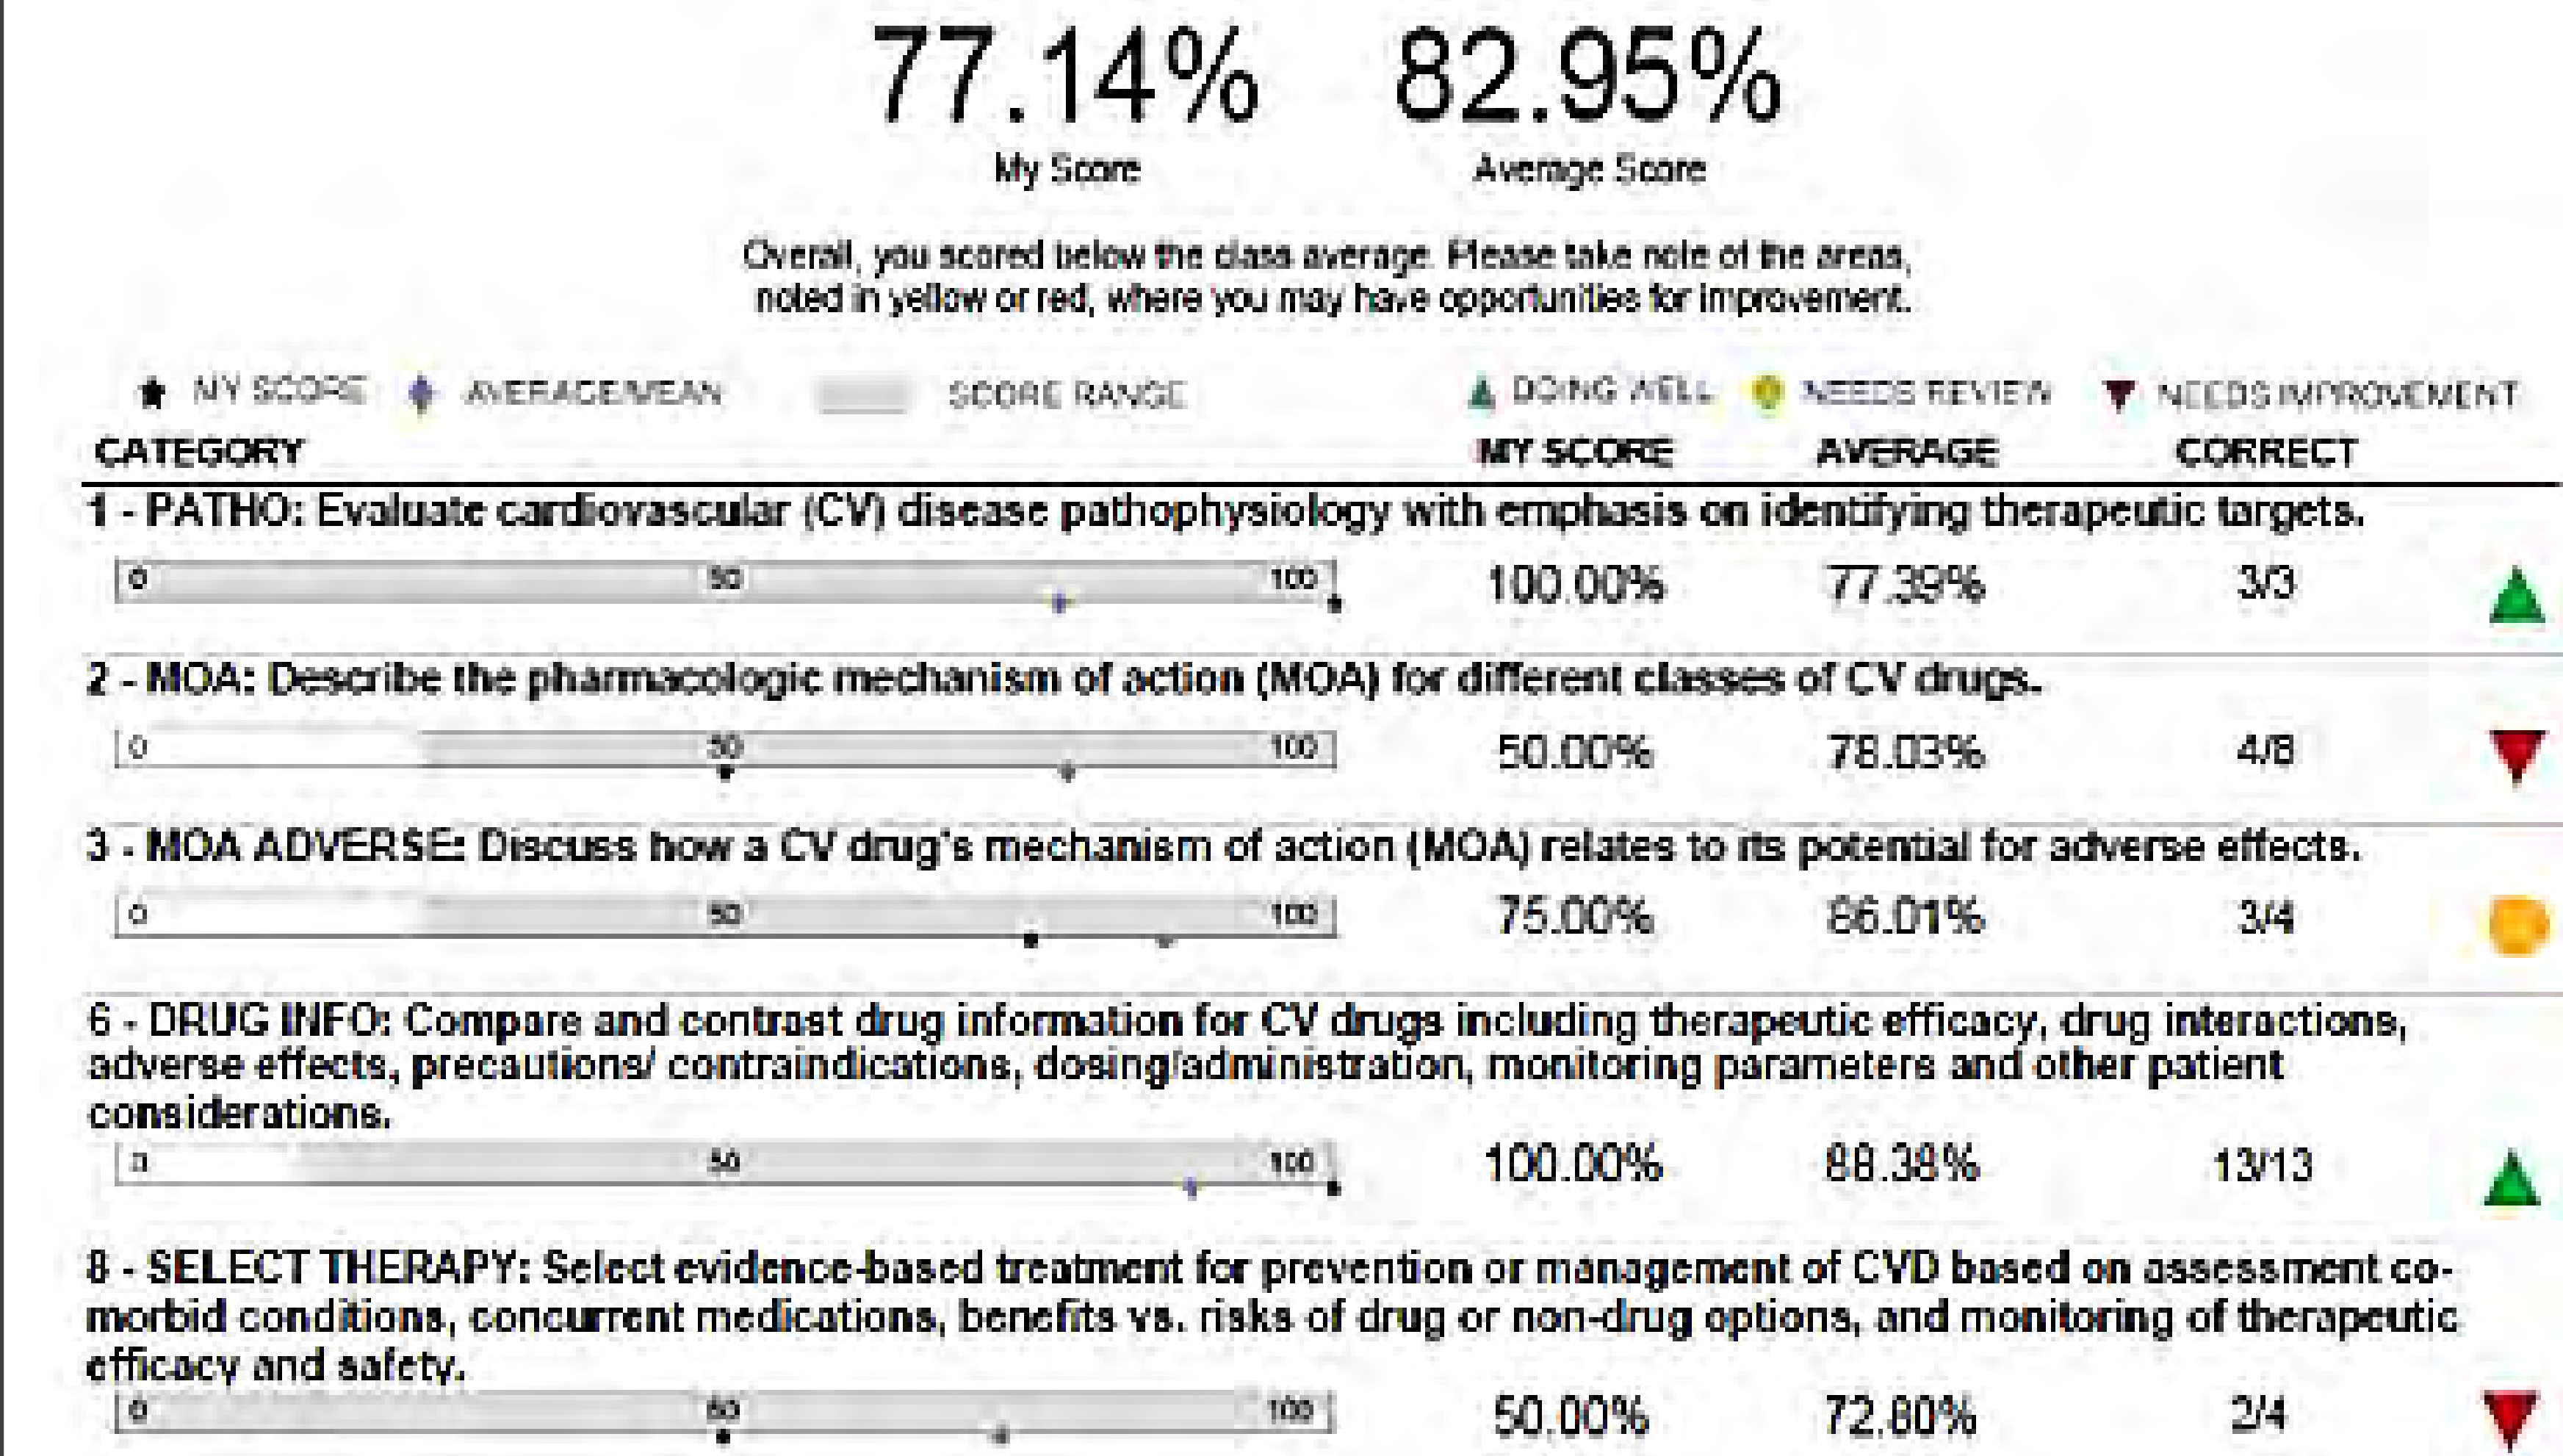 77.14% 82.95%
My Score Average Score
Overall, you scored below the class average. Please take note of the areas,
noted in yellow or red, where you may have opportunities for improvement.
MY SCORE AVERAGE/MEAN SCORE RANGE DOING WELL NEEDS REVIEW NEEDS IMPROVEMENT
CATEGORY MY SCORE AVERAGE CORRECT
1 - PATHO: Evaluate cardiovascular (CV) disease pathophysiology with emphasis on identifying therapeutic targets.
0 50 100 100.00% 77.39% 3/3
2 - MOA: Describe the pharmacologic mechanism of action (MOA) for different classes of CV drugs.
0 50 100 50.00% 78.03% 4/8
3 - MOA ADVERSE: Discuss how a CV drug's mechanism of action (MOA) relates to its potential for adverse effects.
0 50 100 75.00% 86.01% 3/4
6 - DRUG INFO: Compare and contrast drug information for CV drugs including therapeutic efficacy, drug interactions,
adverse effects, precautions/ contraindications, dosing/administration, monitoring parameters and other patient
considerations.
0 50 100 100.00% 88.38% 13/13
8 - SELECT THERAPY: Select evidence-based treatment for prevention or management of CVD based on assessment co-
morbid conditions, concurrent medications, benefits vs. risks of drug or non-drug options, and monitoring of therapeutic
efficacy and safety.
0 50 100 50.00% 72.80% 2/4